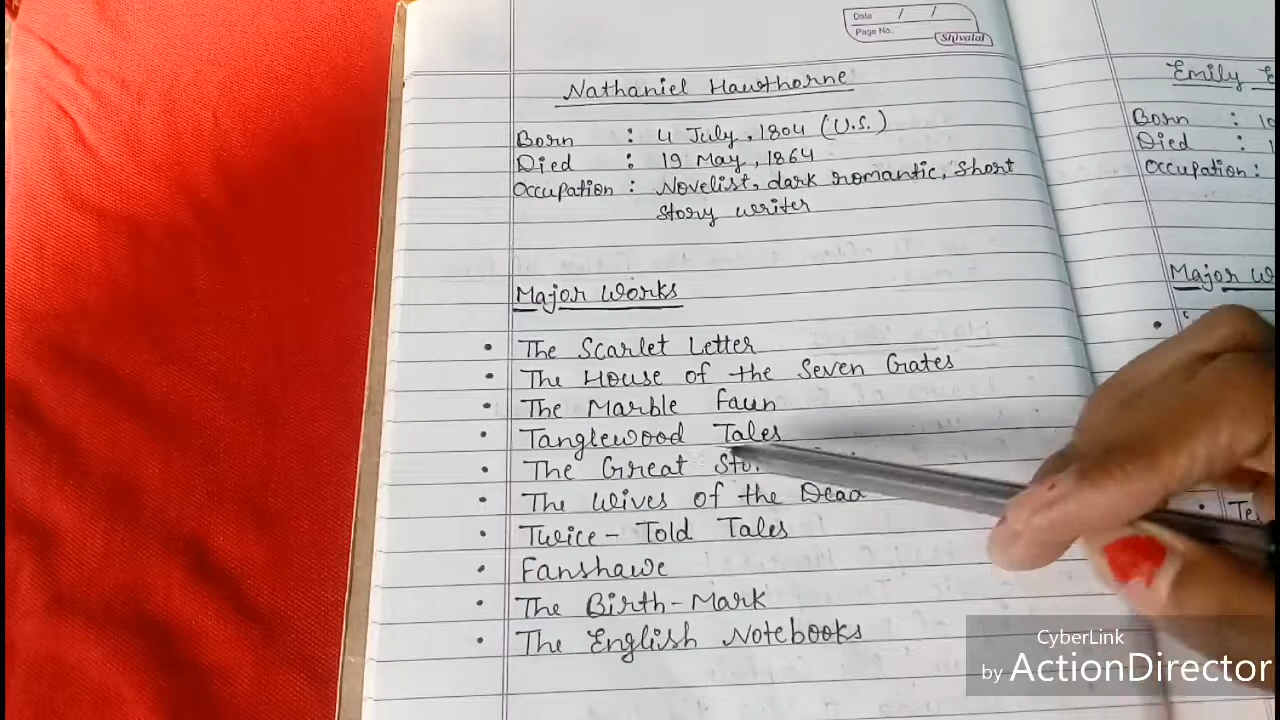 Data / /
Page No.
Shivalal
Nathaniel Hawthorne
Born : 4 July, 1804 (U.S.)
Died : 19 May, 1864
Occupation : Novelist, dark romantic, short
story writer
Major Works
• The Scarlet Letter
• The House of the Seven Grates
• The Marble Faun
• Tanglewood Tales
• The Great
• The Wives of the Dead
• Twice-Told Tales
• Fanshawe
• The Birth-Mark
• The English Notebooks
Emily
Born :
Died :
Occupation :
Major
CyberLink
by ActionDirector